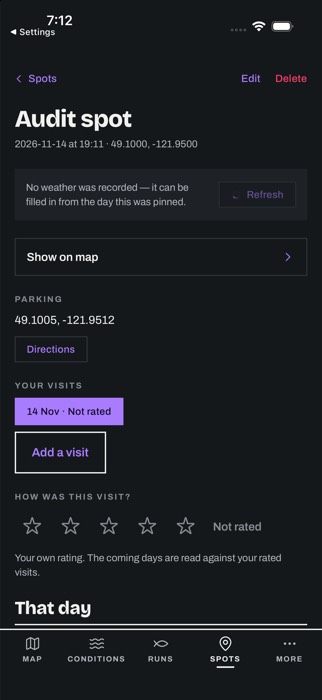 7:12
◀ Settings
Spots
Edit
Delete
Audit spot
2026-11-14 at 19:11 · 49.1000, -121.9500
No weather was recorded — it can be
filled in from the day this was pinned.
Refresh
Show on map
PARKING
49.1005, -121.9512
Directions
YOUR VISITS
14 Nov · Not rated
Add a visit
HOW WAS THIS VISIT?
Not rated
Your own rating. The coming days are read against your rated
visits.
That day
MAP
CONDITIONS
RUNS
SPOTS
MORE